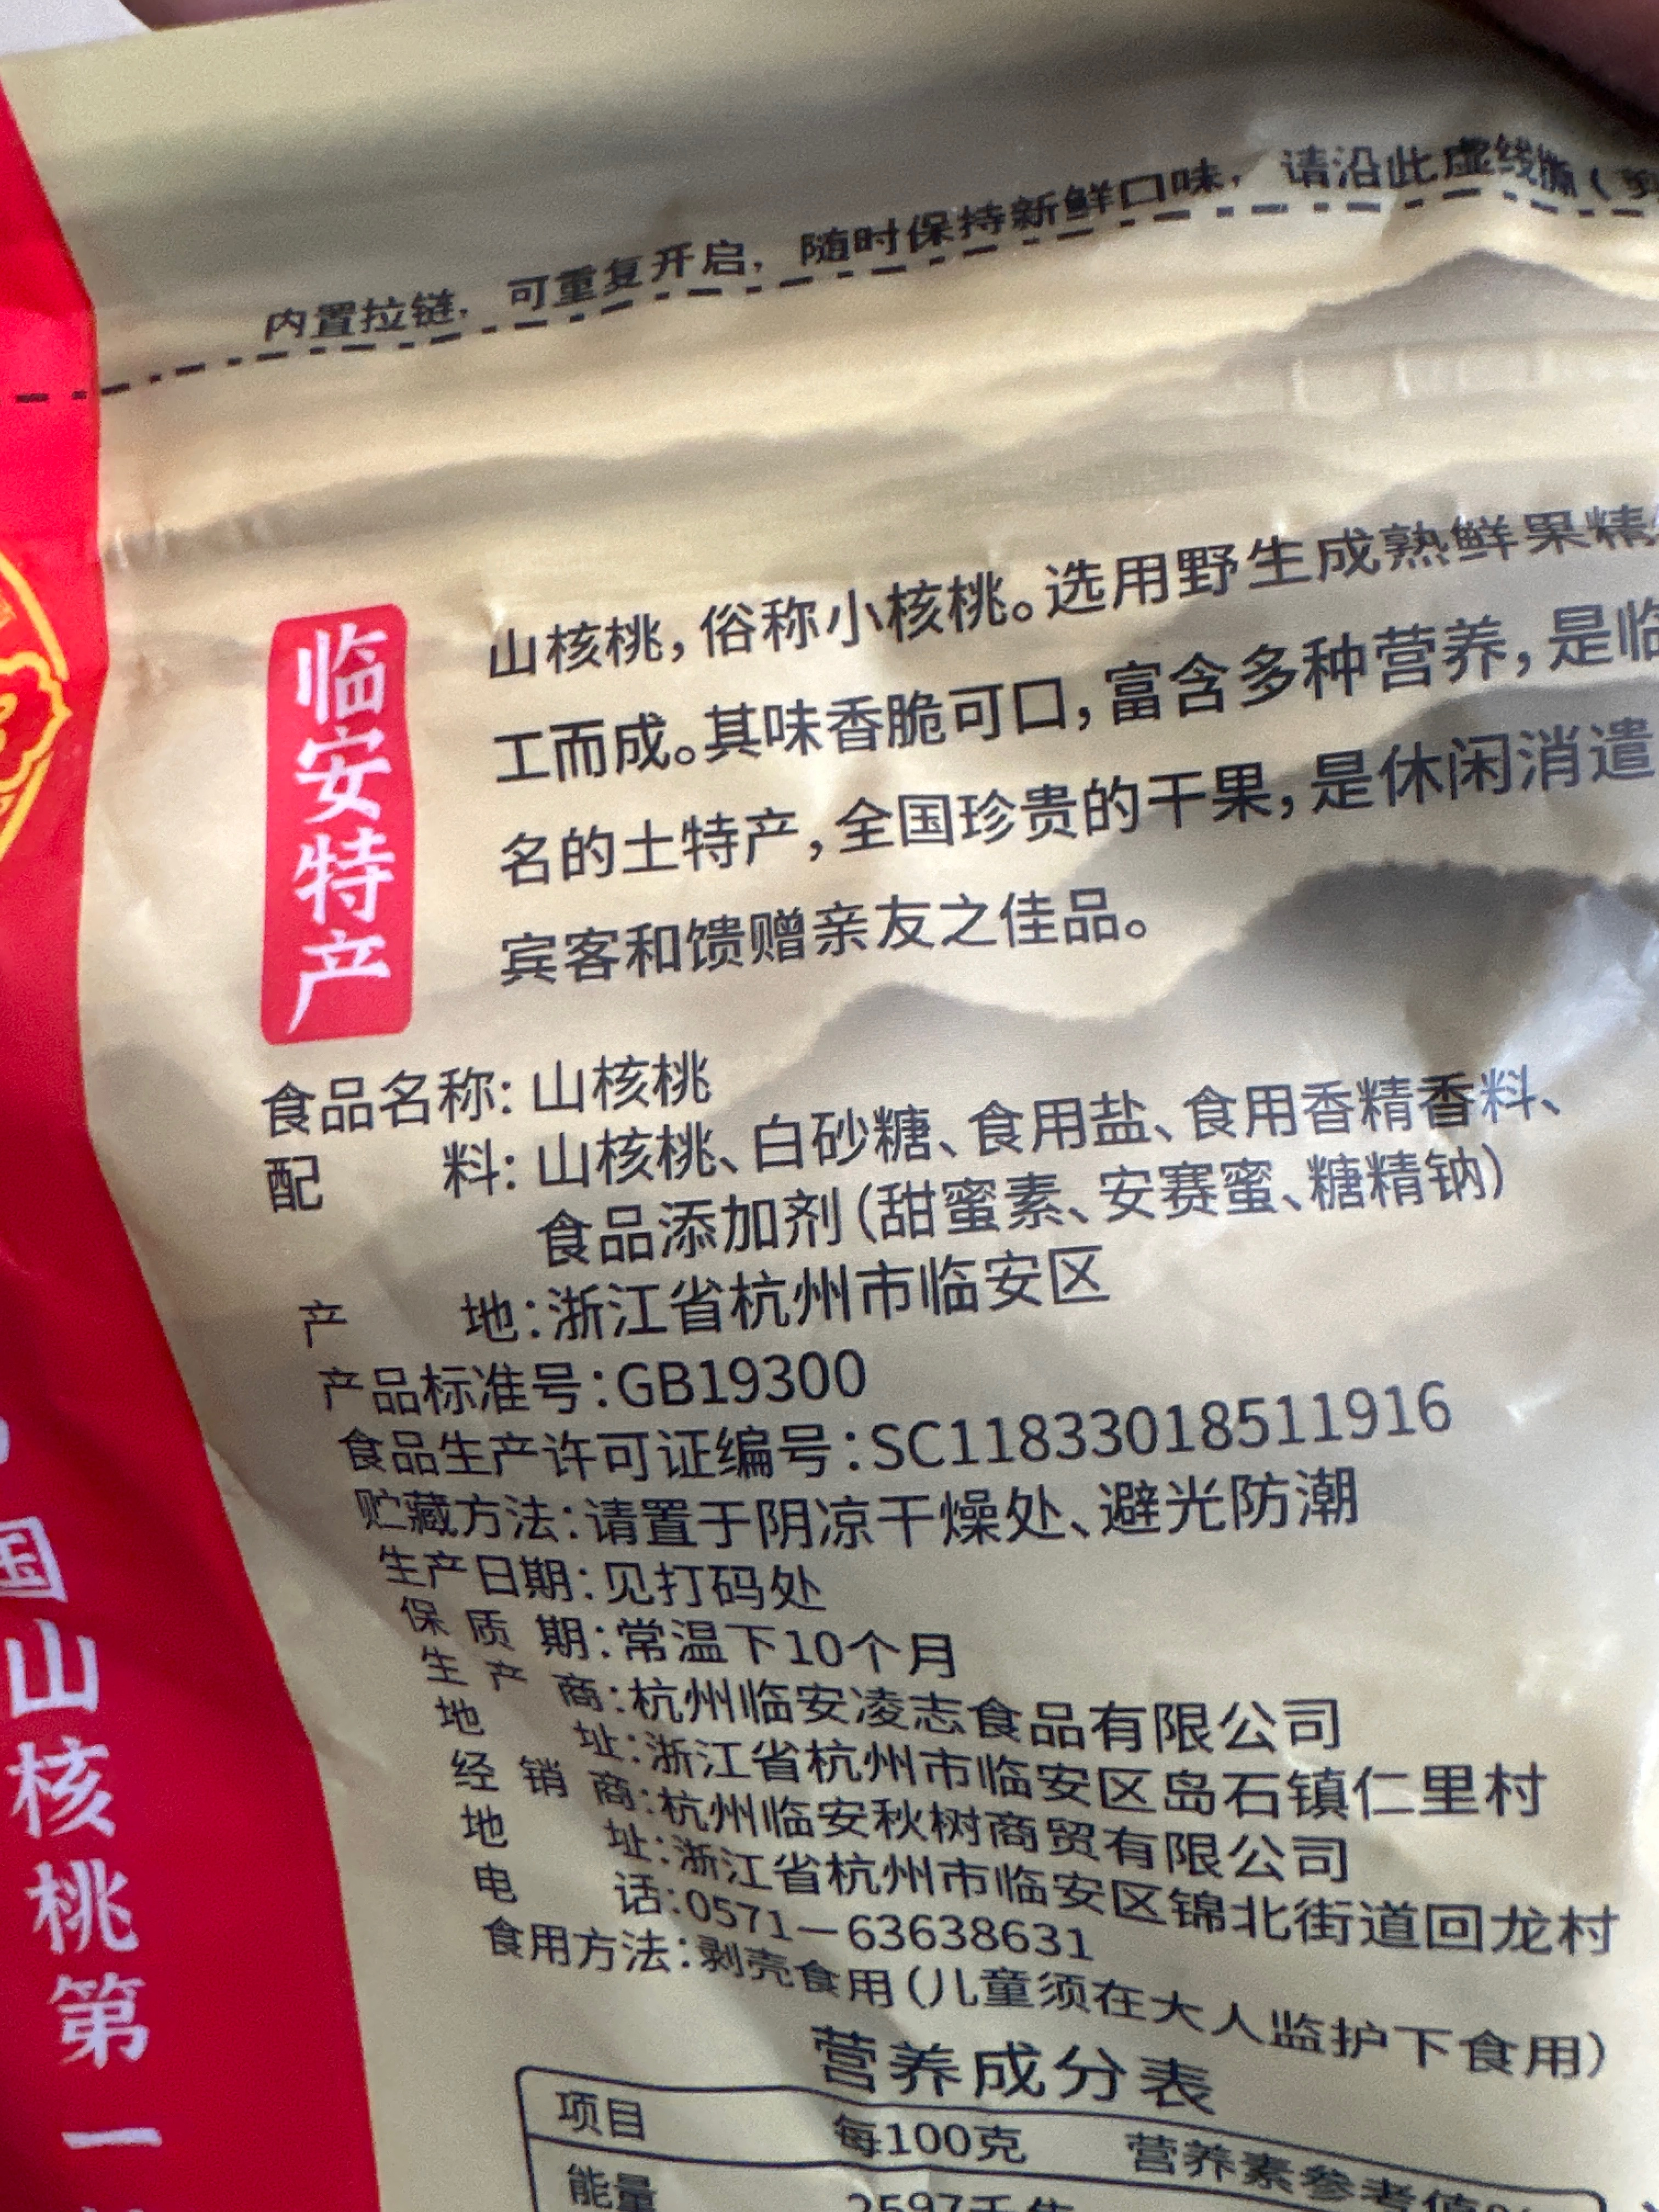 内置拉链，可重复开启，随时保持新鲜口味，请沿此虚线撕（
临安特产
山核桃，俗称小核桃。选用野生成熟鲜果精
工而成。其味香脆可口，富含多种营养，是临
名的土特产，全国珍贵的干果，是休闲消遣
宾客和馈赠亲友之佳品。
食品名称：山核桃
配料：山核桃、白砂糖、食用盐、食用香精香料、
食品添加剂（甜蜜素、安赛蜜、糖精钠）
产地：浙江省杭州市临安区
产品标准号：GB19300
食品生产许可证编号：SC11833018511916
贮藏方法：请置于阴凉干燥处、避光防潮
生产日期：见打码处
保质期：常温下10个月
生产商：杭州临安凌志食品有限公司
地址：浙江省杭州市临安区岛石镇仁里村
经销商：杭州临安秋树商贸有限公司
地址：浙江省杭州市临安区锦北街道回龙村
电话：0571—63638631
食用方法：剥壳食用（儿童须在大人监护下食用）
营养成分表
项目 每100克 营养素参考值
能量 2597千焦
国山核桃第一